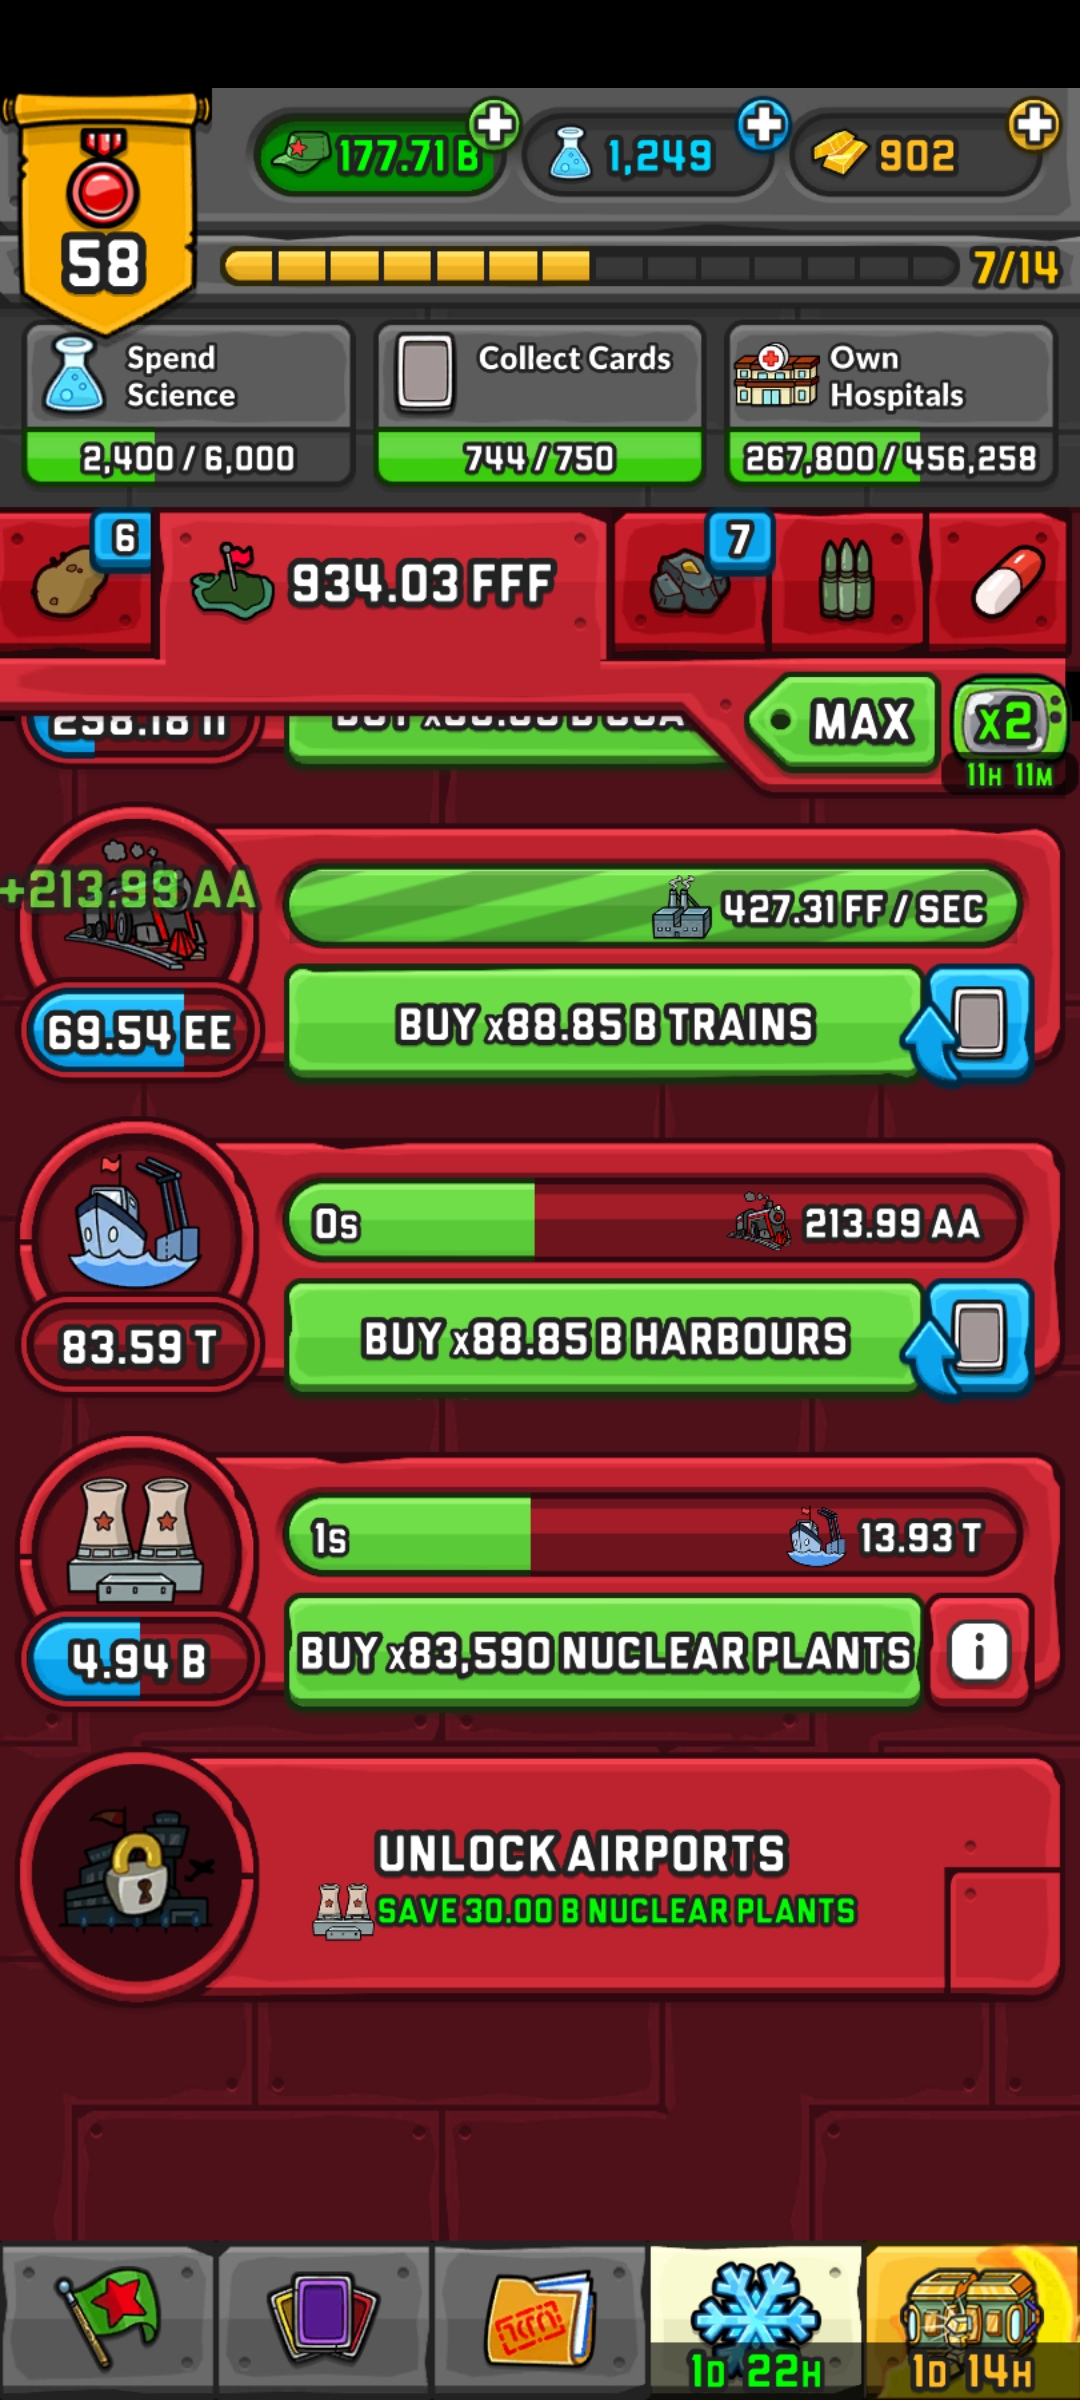 177.71 B
1,249
902
58
7/14
Spend
Science
2,400 / 6,000
Collect Cards
744 / 750
Own
Hospitals
267,800 / 456,258
6
934.03 FFF
7
MAX
x2
11H 11M
+213.99 AA
427.31 FF / SEC
69.54 EE
BUY x88.85 B TRAINS
0s
213.99 AA
83.59 T
BUY x88.85 B HARBOURS
1s
13.93 T
4.94 B
BUY x83,590 NUCLEAR PLANTS
i
UNLOCK AIRPORTS
SAVE 30.00 B NUCLEAR PLANTS
1D 22H
1D 14H